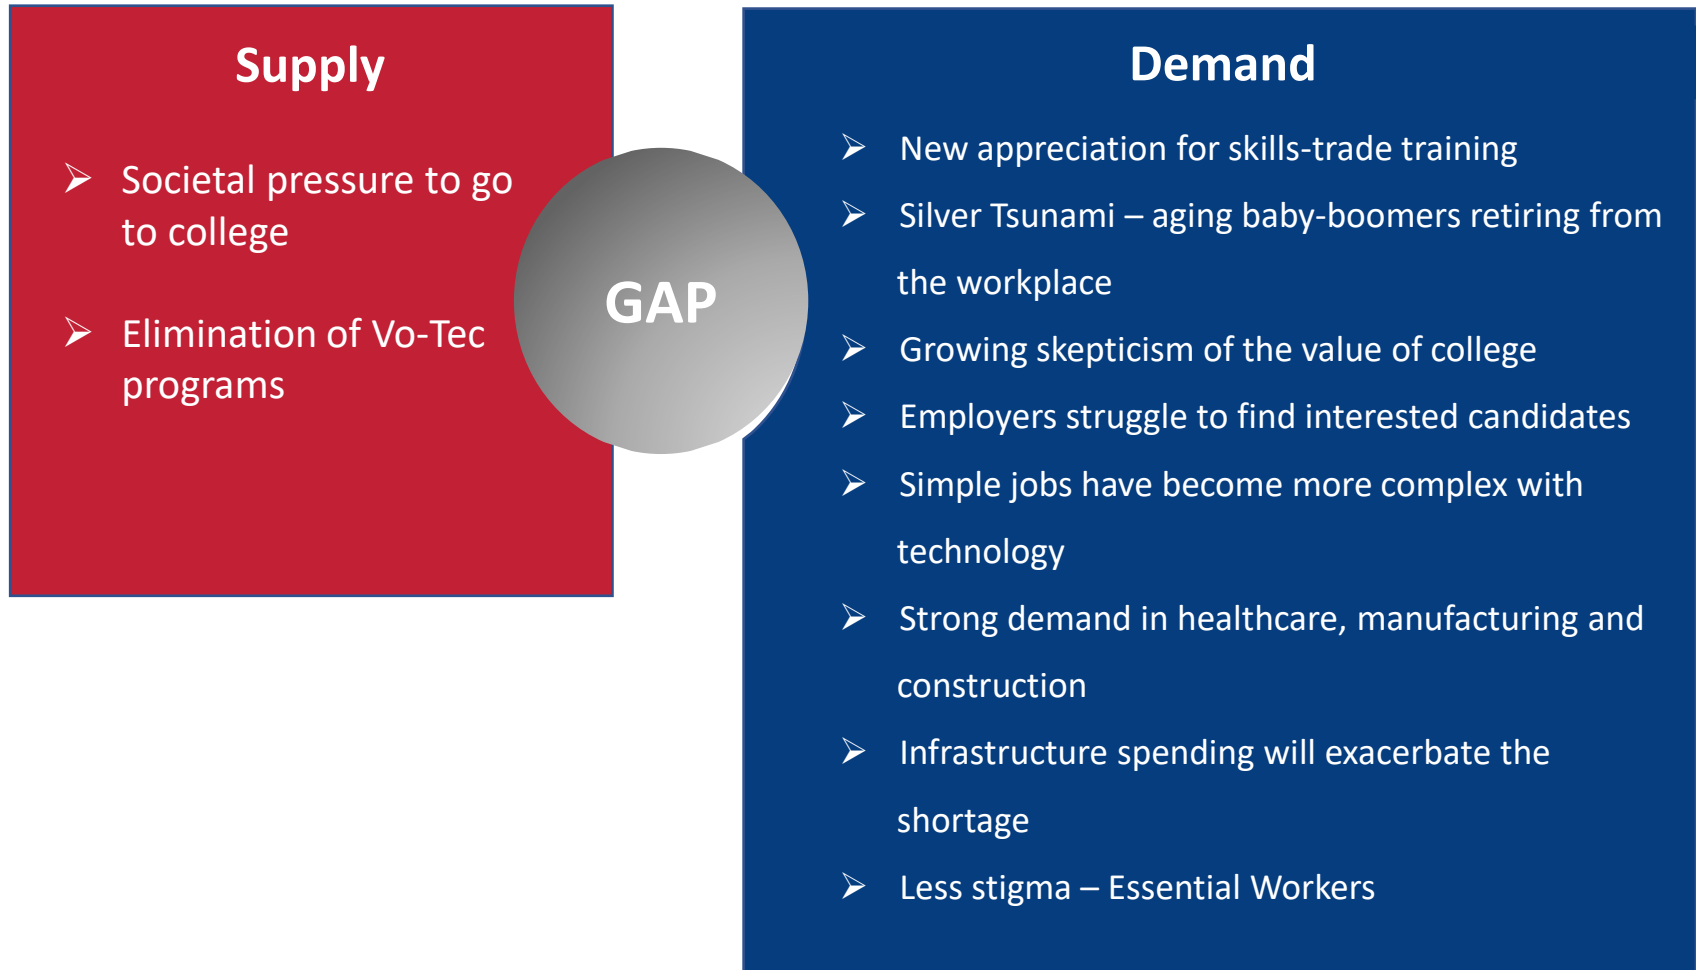 Supply
➢ Societal pressure to go
to college
➢ Elimination of Vo-Tec
programs
GAP
Demand
➢ New appreciation for skills-trade training
➢ Silver Tsunami – aging baby-boomers retiring from
the workplace
➢ Growing skepticism of the value of college
➢ Employers struggle to find interested candidates
➢ Simple jobs have become more complex with
technology
➢ Strong demand in healthcare, manufacturing and
construction
➢ Infrastructure spending will exacerbate the
shortage
➢ Less stigma – Essential Workers